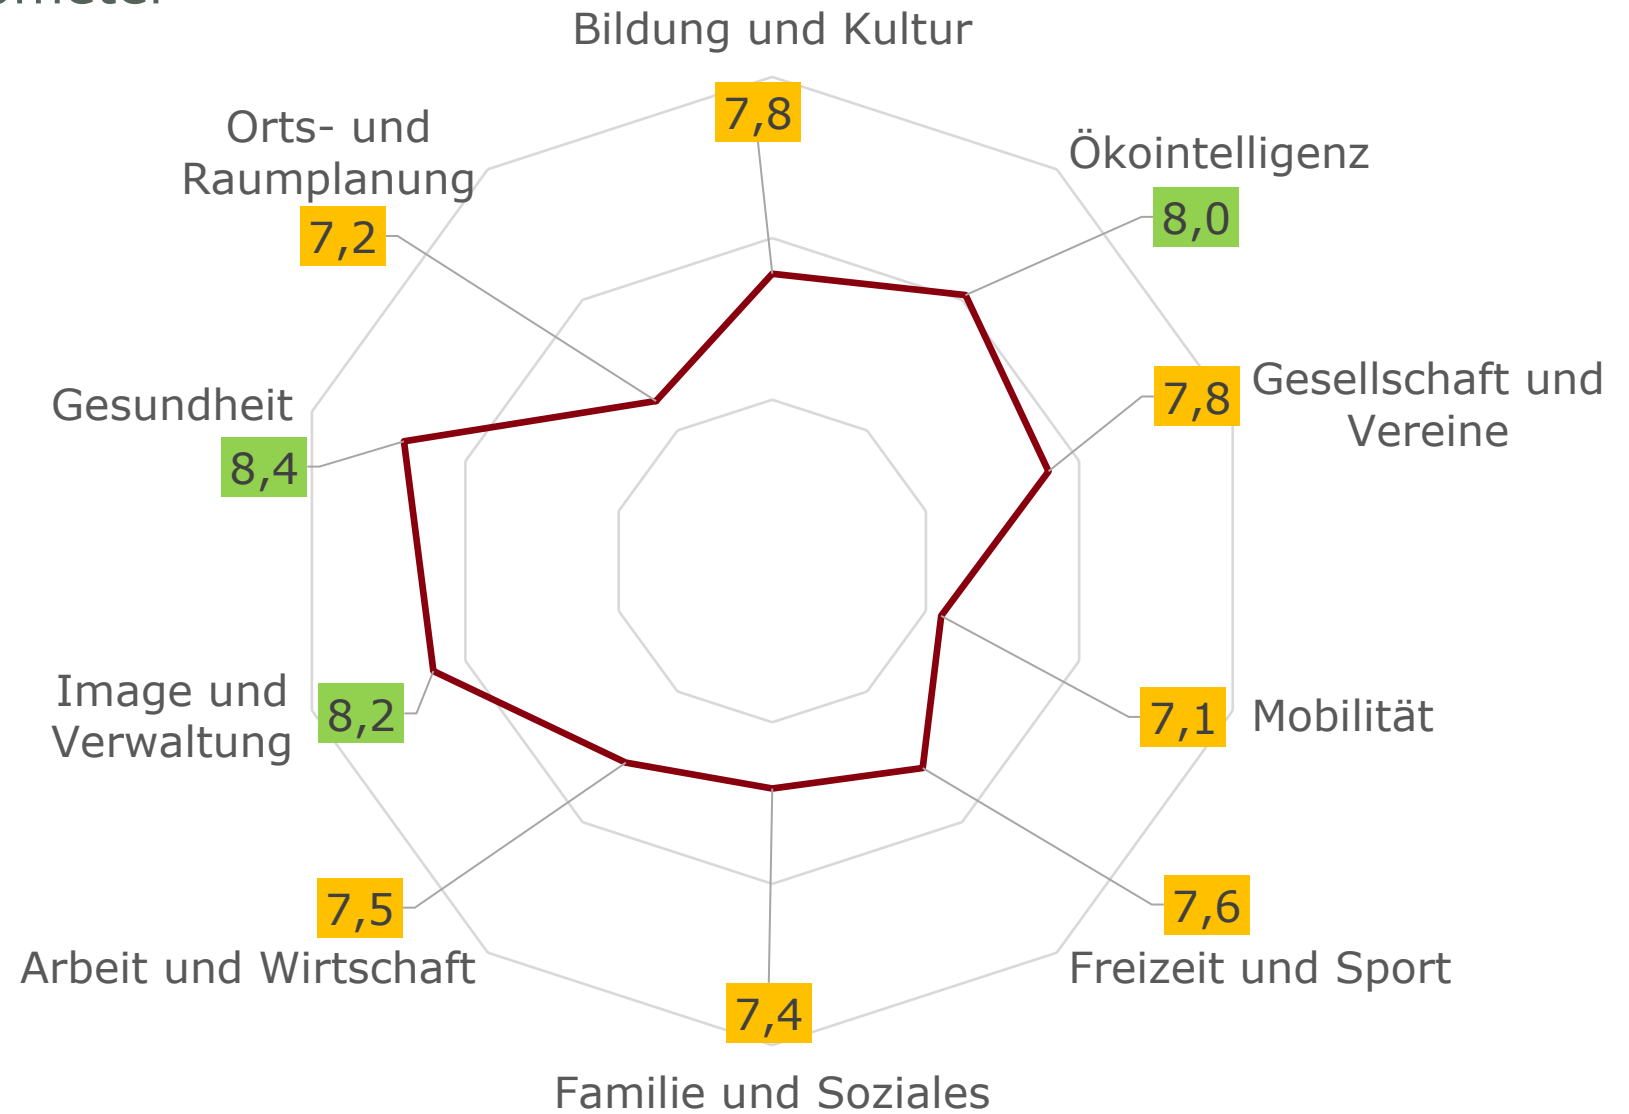 Bildung und Kultur
7,8
Ökointelligenz
8,0
Gesellschaft und
Vereine
7,8
Mobilität
7,1
Freizeit und Sport
7,6
Familie und Soziales
7,4
Arbeit und Wirtschaft
7,5
Image und
Verwaltung
8,2
Gesundheit
8,4
Orts- und
Raumplanung
7,2